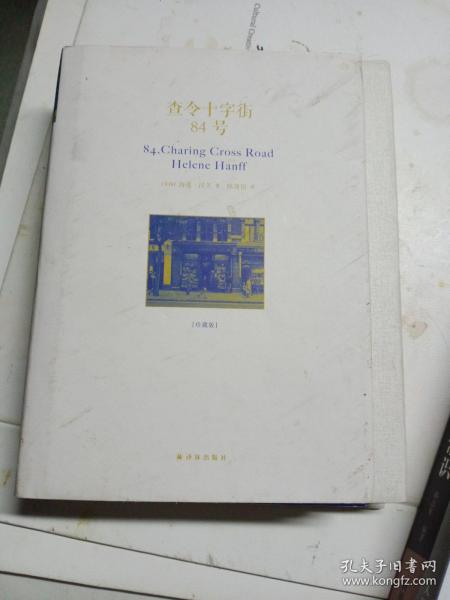 查令十字街
84号
84, Charing Cross Road
Helene Hanff
[珍藏版]
译林出版社
孔夫子旧书网
www.kongfz.com